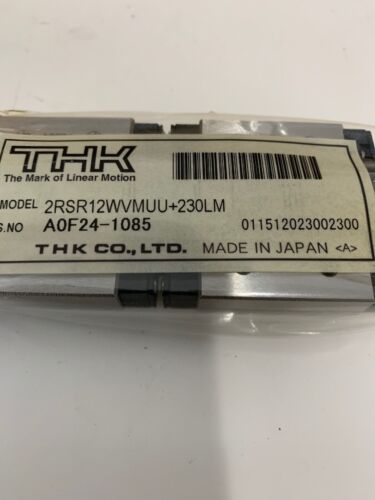 THK
The Mark of Linear Motion
MODEL 2RSR12WVMUU+230LM
S.NO A0F24-1085 011512023002300
THK CO., LTD. MADE IN JAPAN <A>